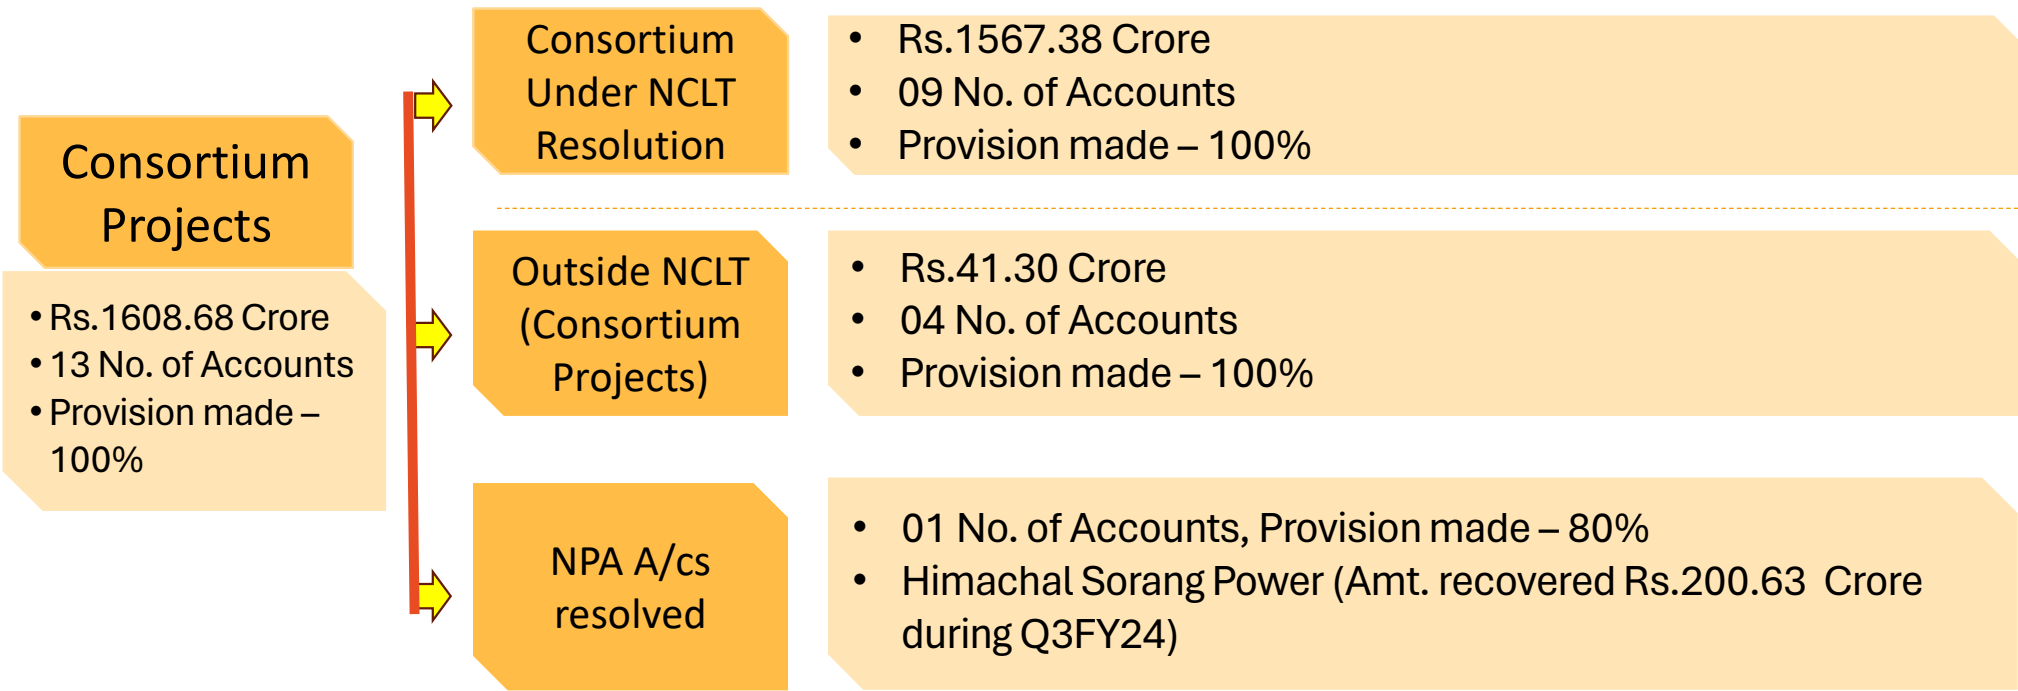 Consortium
Projects
• Rs.1608.68 Crore
• 13 No. of Accounts
• Provision made –
100%
Consortium
Under NCLT
Resolution
• Rs.1567.38 Crore
• 09 No. of Accounts
• Provision made – 100%
Outside NCLT
(Consortium
Projects)
• Rs.41.30 Crore
• 04 No. of Accounts
• Provision made – 100%
NPA A/cs
resolved
• 01 No. of Accounts, Provision made – 80%
• Himachal Sorang Power (Amt. recovered Rs.200.63 Crore
during Q3FY24)